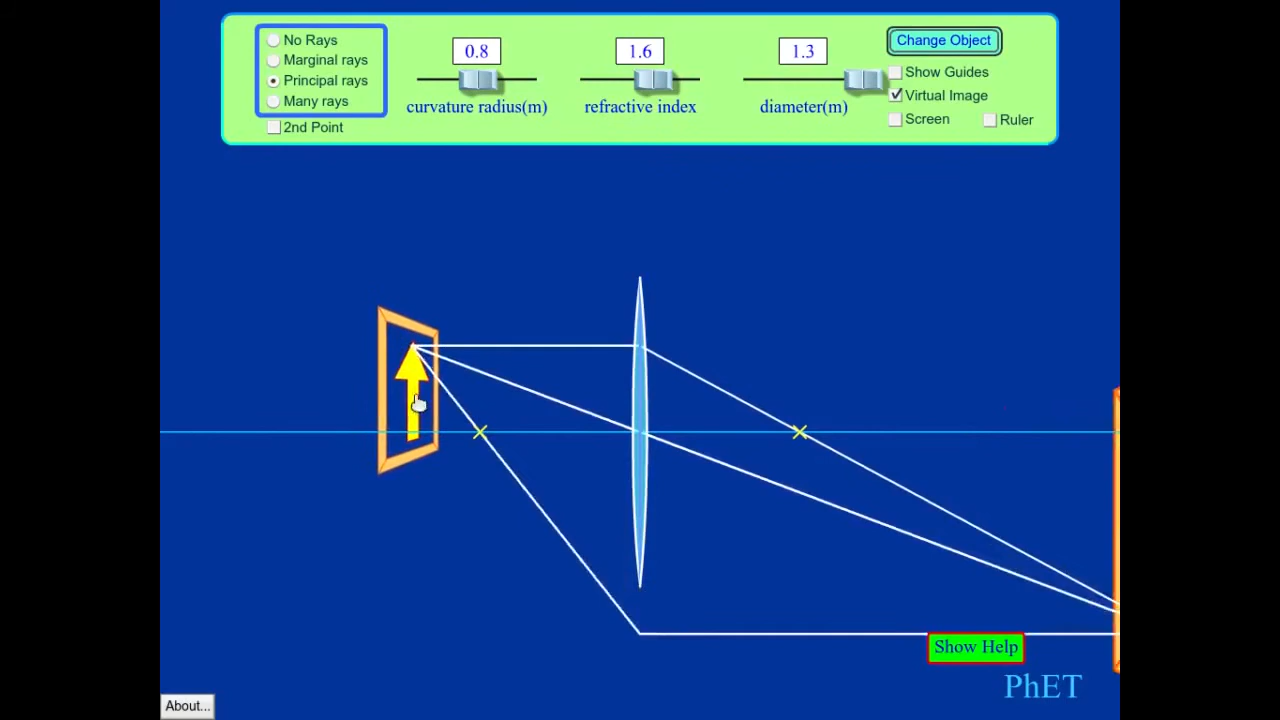 No Rays
Marginal rays
Principal rays
Many rays
2nd Point
0.8
curvature radius(m)
1.6
refractive index
1.3
diameter(m)
Change Object
Show Guides
Virtual Image
Screen
Ruler
Show Help
PhET
About...